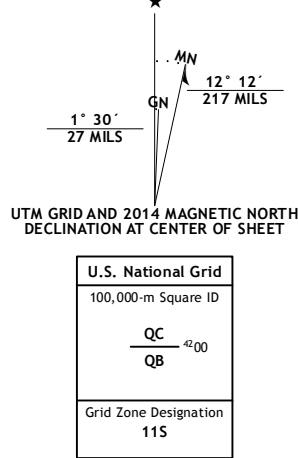 MN
GN
12° 12´
217 MILS
1° 30´
27 MILS
UTM GRID AND 2014 MAGNETIC NORTH
DECLINATION AT CENTER OF SHEET
U.S. National Grid
100,000-m Square ID
QC
4200
QB
Grid Zone Designation
11S